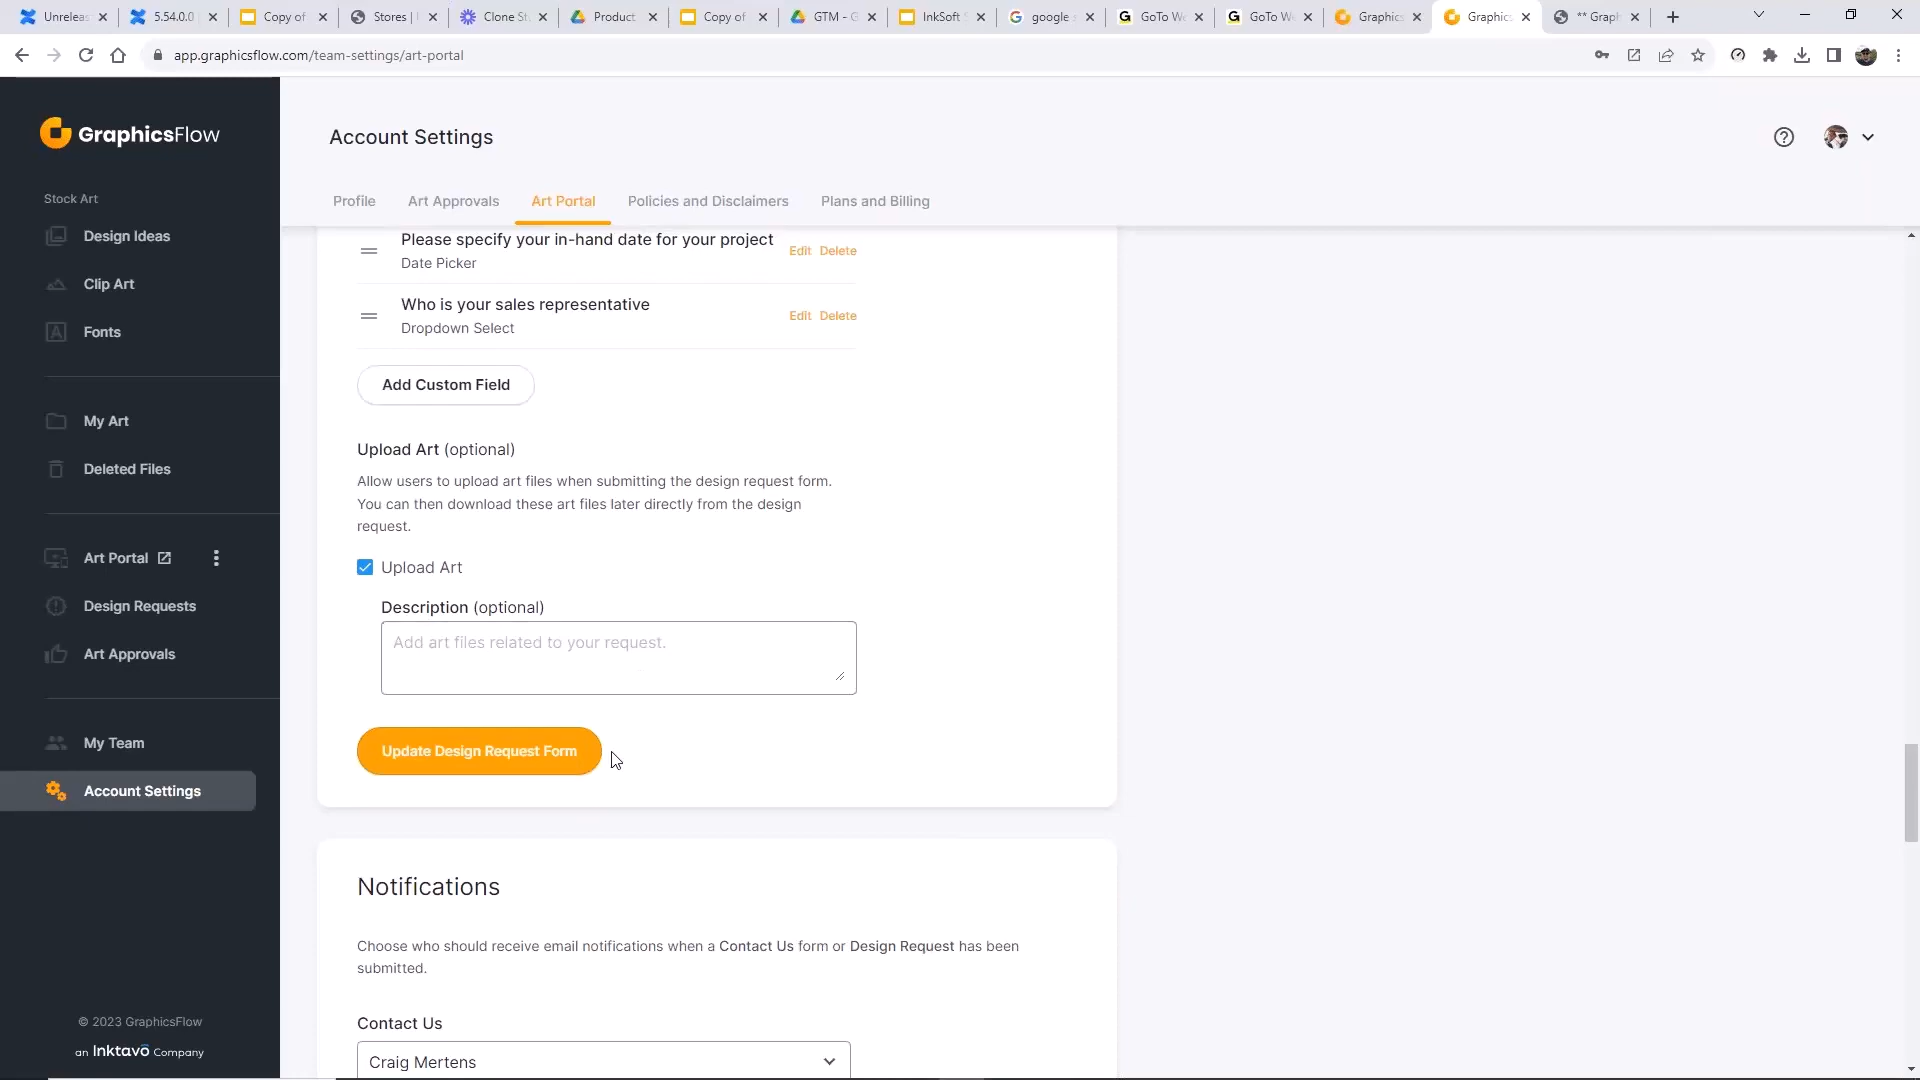 Unreleas
5.54.0.0
Copy of
Stores |
Clone St
Product
Copy of
GTM - G
InkSoft
google
GoTo We
GoTo We
Graphics
Graphics
** Graph
app.graphicsflow.com/team-settings/art-portal
GraphicsFlow
Account Settings
Stock Art
Profile
Art Approvals
Art Portal
Policies and Disclaimers
Plans and Billing
Design Ideas
Clip Art
Fonts
My Art
Deleted Files
Art Portal
Design Requests
Art Approvals
My Team
Account Settings
© 2023 GraphicsFlow
an Inktavo Company
Please specify your in-hand date for your project
Edit Delete
Date Picker
Who is your sales representative
Edit Delete
Dropdown Select
Add Custom Field
Upload Art (optional)
Allow users to upload art files when submitting the design request form.
You can then download these art files later directly from the design
request.
Upload Art
Description (optional)
Add art files related to your request.
Update Design Request Form
Notifications
Choose who should receive email notifications when a Contact Us form or Design Request has been
submitted.
Contact Us
Craig Mertens